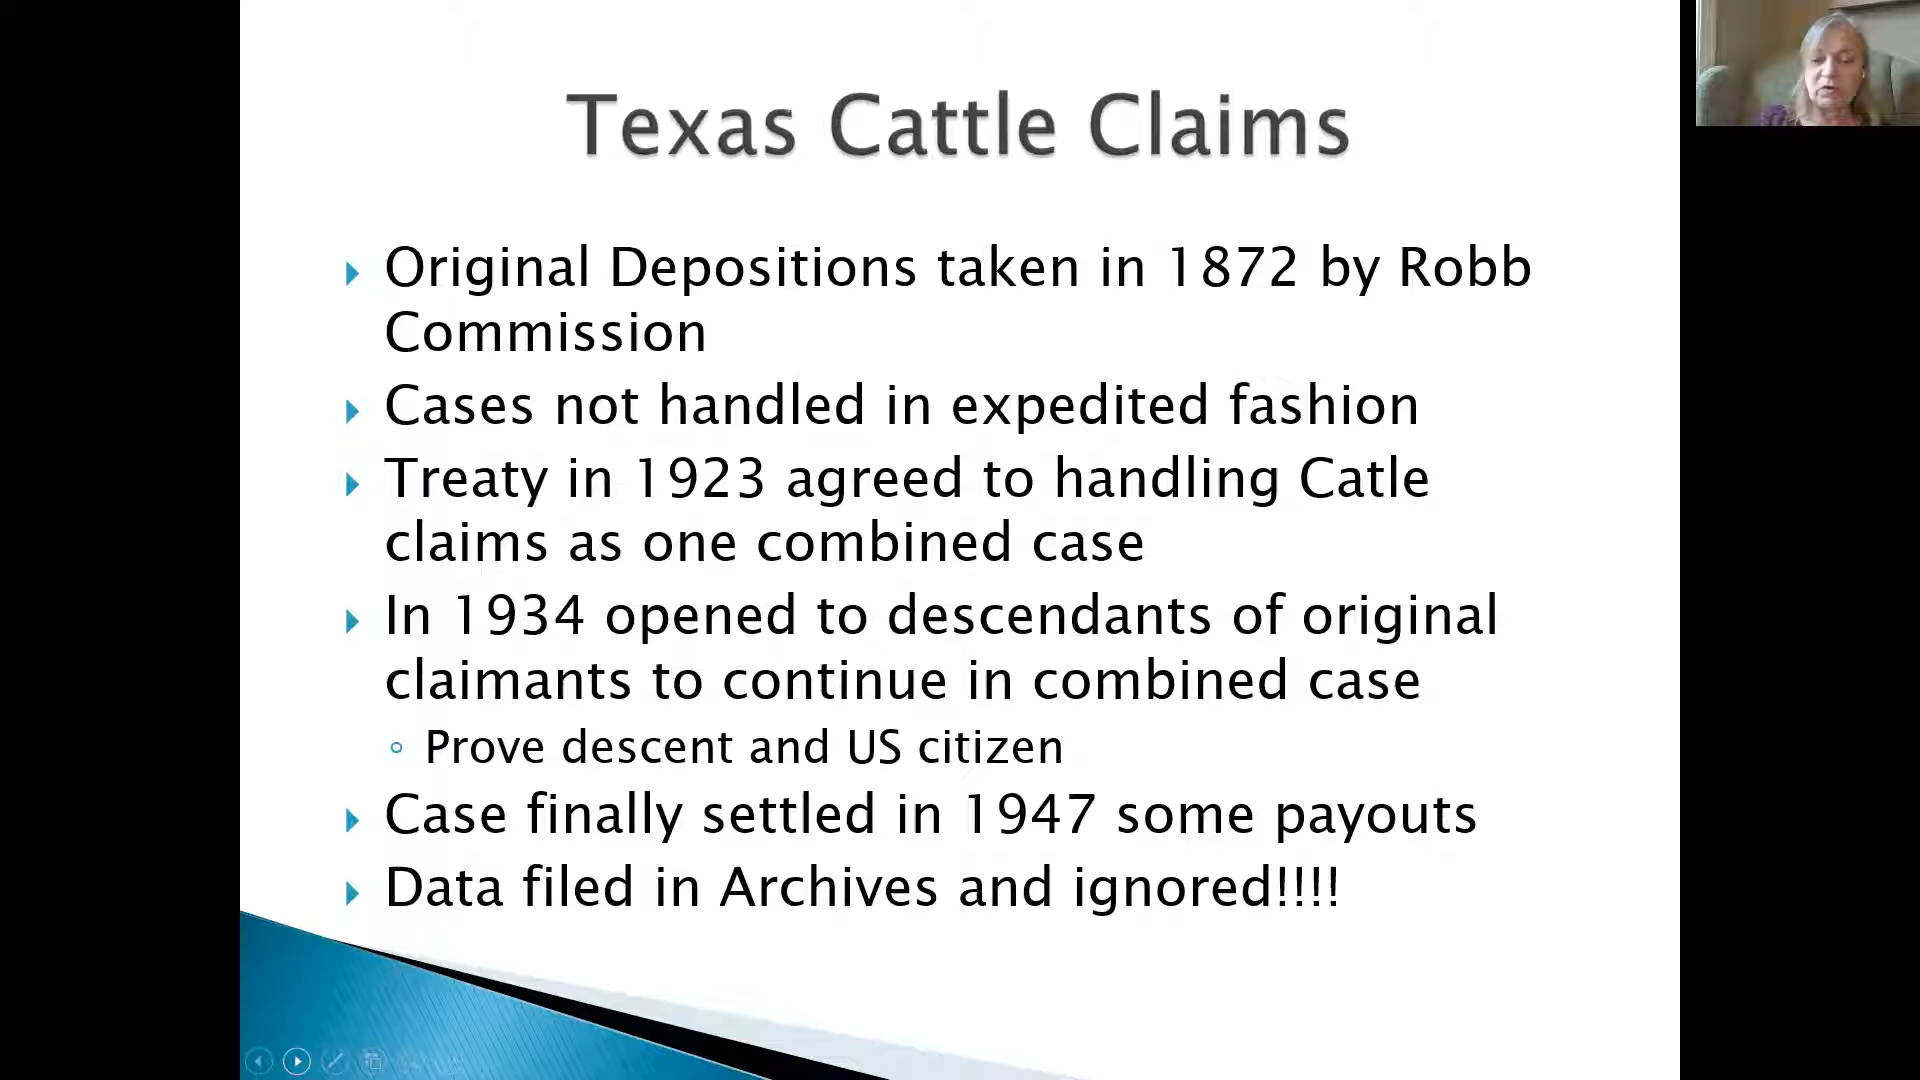 Texas Cattle Claims
Original Depositions taken in 1872 by Robb
Commission
Cases not handled in expedited fashion
Treaty in 1923 agreed to handling Catle
claims as one combined case
In 1934 opened to descendants of original
claimants to continue in combined case
Prove descent and US citizen
Case finally settled in 1947 some payouts
Data filed in Archives and ignored!!!!